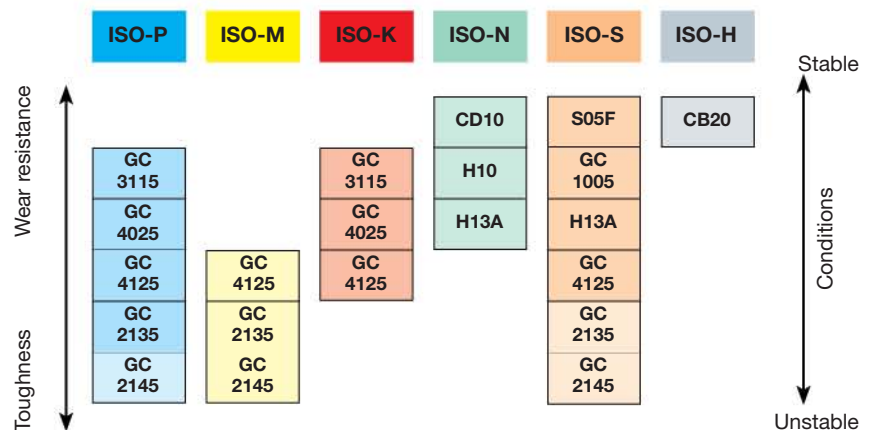 ISO-P ISO-M ISO-K ISO-N ISO-S ISO-H
Stable
Wear resistance
Toughness
CD10 S05F CB20
GC GC H10 GC
3115 3115 1005
GC GC H13A H13A
4025 4025
GC GC GC GC
4125 4125 4125 4125
GC GC GC
2135 2135 2135
GC GC GC
2145 2145 2145
Conditions
Unstable